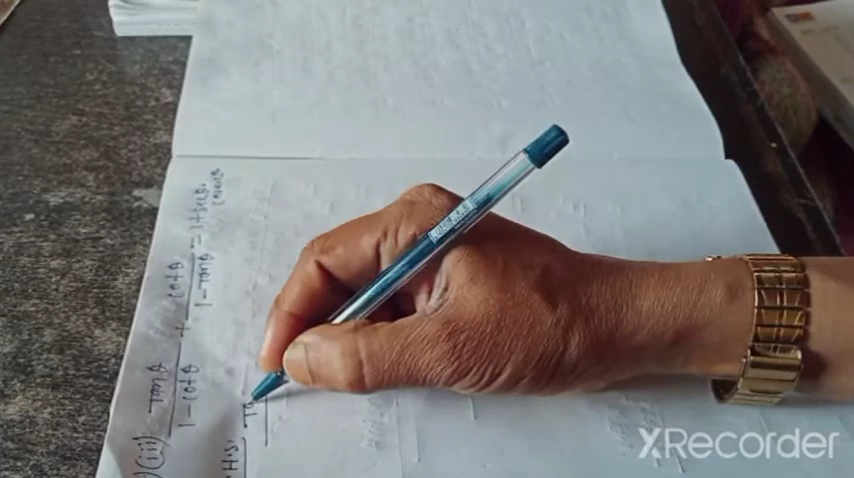 )(iii) Tanθ / 1-cotθ + cotθ / 1-Tanθ = 1+secθ. cosecθ
.H.S.
XRecorder